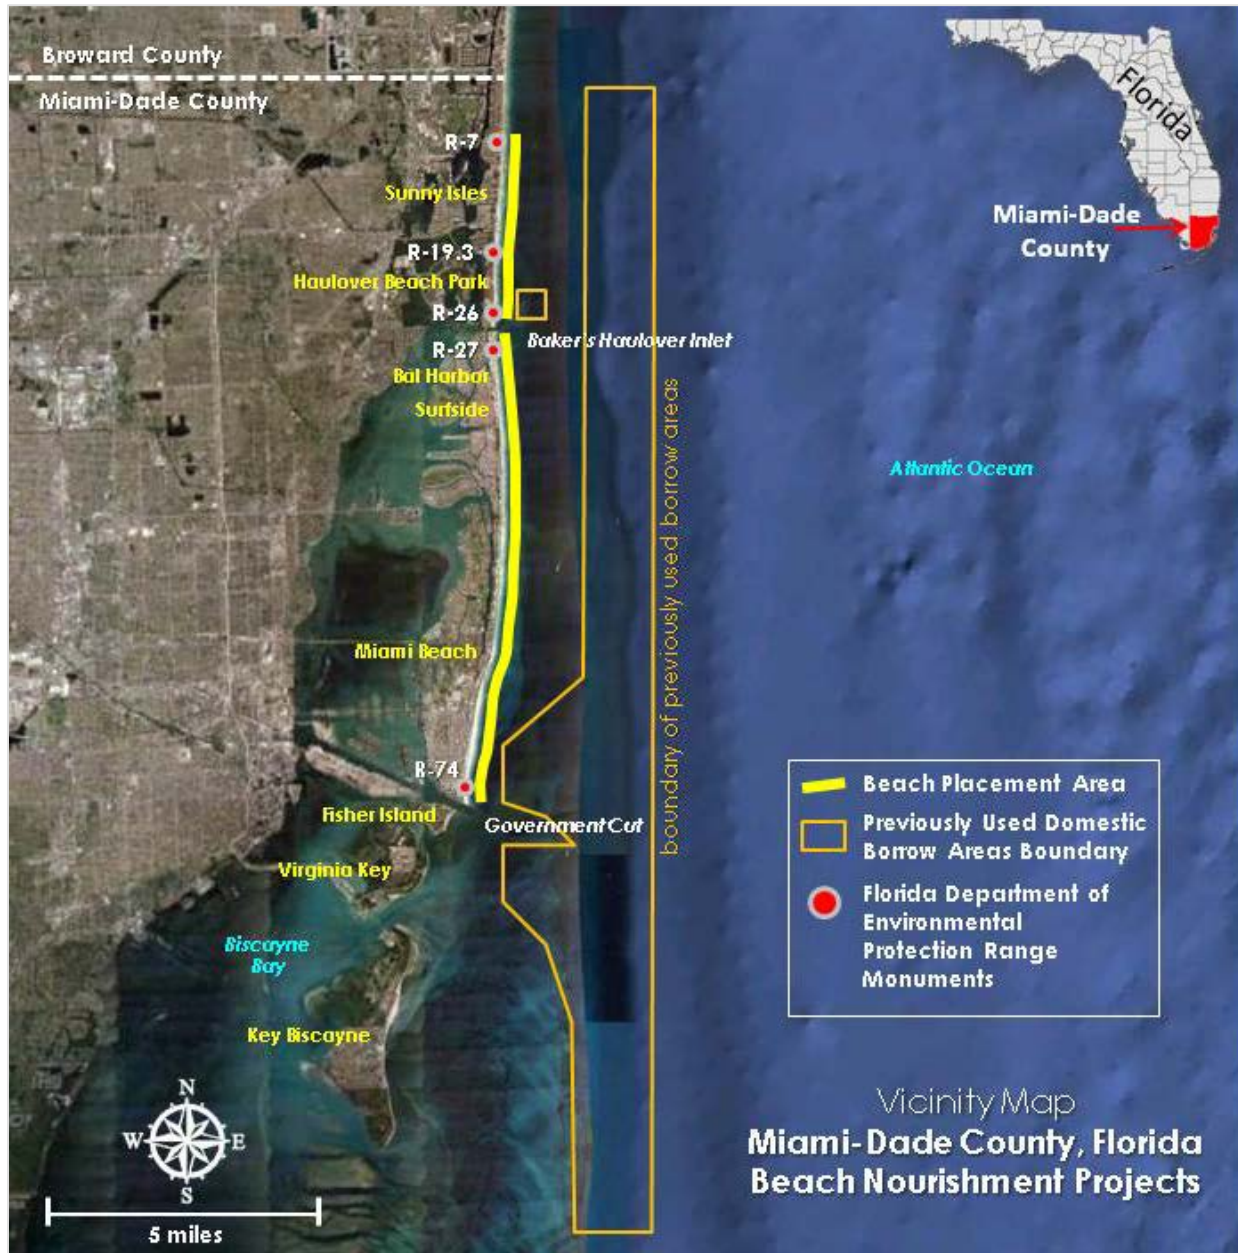 Broward County
Miami-Dade County
Florida
R-7
Sunny Isles
Miami-Dade
County
R-19.3
Haulover Beach Park
R-26
Baker's Haulover Inlet
R-27
Bal Harbor
Surfside
boundary of previously used borrow areas
Atlantic Ocean
Miami Beach
R-74
Fisher Island
Government Cut
Virginia Key
Biscayne
Bay
Key Biscayne
Beach Placement Area
Previously Used Domestic
Borrow Areas Boundary
Florida Department of
Environmental
Protection Range
Monuments
N
W
E
S
5 miles
Vicinity Map
Miami-Dade County, Florida
Beach Nourishment Projects